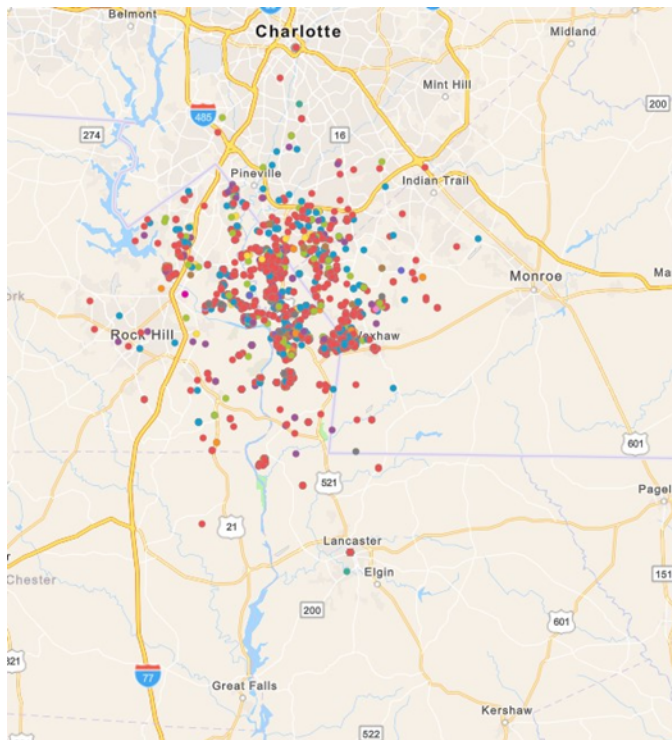 Belmont
Charlotte
Midland
Mint Hill
485
200
274
16
Pineville
Indian Trail
Monroe
Ma
ork
Rock Hill
exhaw
601
521
Pagel
21
Lancaster
Elgin
151
r
Chester
200
601
321
77
Great Falls
Kershaw
522